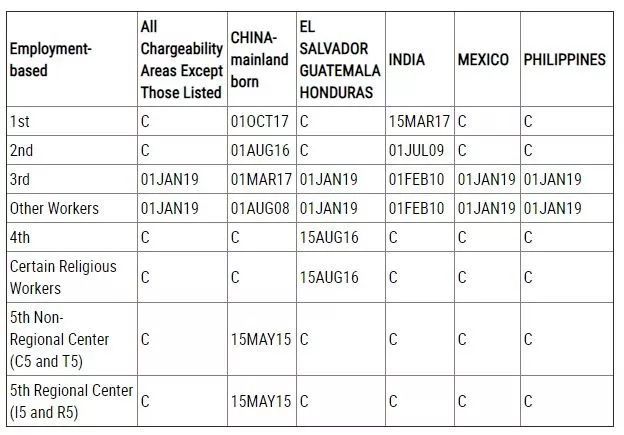 Employment-based | All Chargeability Areas Except Those Listed | CHINA-mainland born | EL SALVADOR GUATEMALA HONDURAS | INDIA | MEXICO | PHILIPPINES
1st | C | 01OCT17 | C | 15MAR17 | C | C
2nd | C | 01AUG16 | C | 01JUL09 | C | C
3rd | 01JAN19 | 01MAR17 | 01JAN19 | 01FEB10 | 01JAN19 | 01JAN19
Other Workers | 01JAN19 | 01AUG08 | 01JAN19 | 01FEB10 | 01JAN19 | 01JAN19
4th | C | C | 15AUG16 | C | C | C
Certain Religious Workers | C | C | 15AUG16 | C | C | C
5th Non-Regional Center (C5 and T5) | C | 15MAY15 | C | C | C | C
5th Regional Center (I5 and R5) | C | 15MAY15 | C | C | C | C